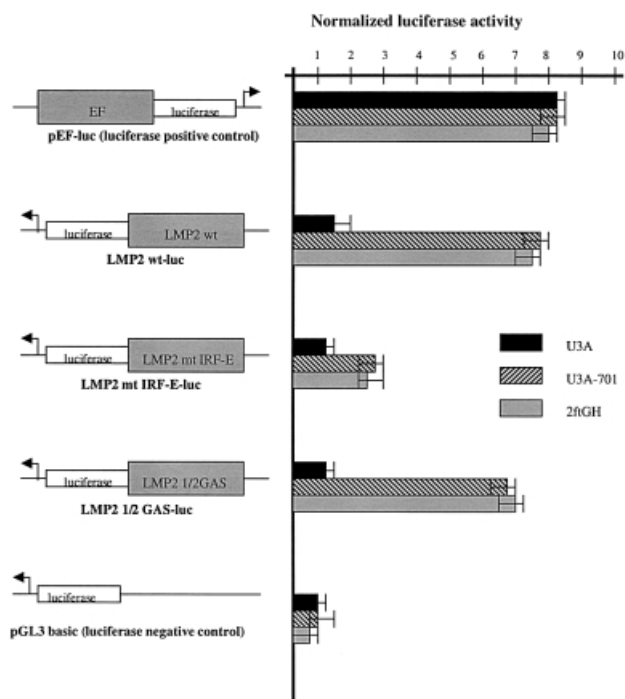 Normalized luciferase activity
1 2 3 4 5 6 7 8 9 10
EF
luciferase
pEF-luc (luciferase positive control)
luciferase
LMP2 wt
LMP2 wt-luc
luciferase
LMP2 mt IRF-E
LMP2 mt IRF-E-luc
U3A
U3A-701
2ftGH
luciferase
LMP2 1/2GAS
LMP2 1/2 GAS-luc
luciferase
pGL3 basic (luciferase negative control)